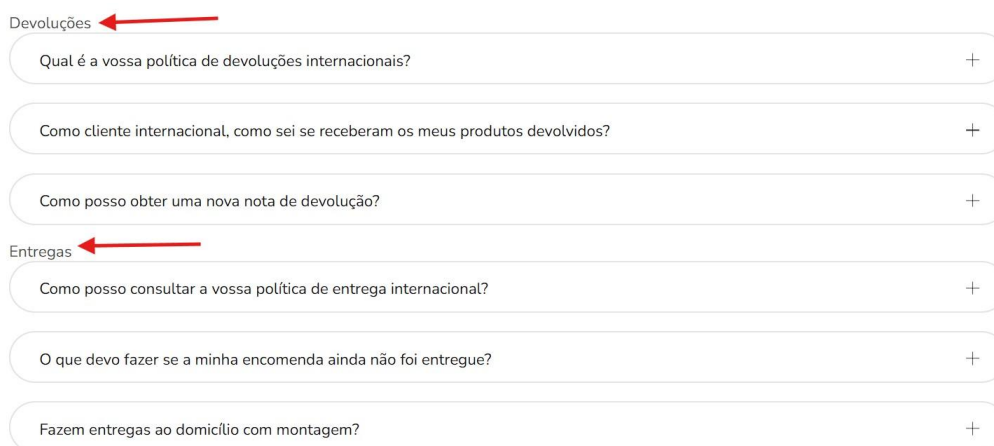 Devoluções
Qual é a vossa política de devoluções internacionais?
Como cliente internacional, como sei se receberam os meus produtos devolvidos?
Como posso obter uma nova nota de devolução?
Entregas
Como posso consultar a vossa política de entrega internacional?
O que devo fazer se a minha encomenda ainda não foi entregue?
Fazem entregas ao domicílio com montagem?